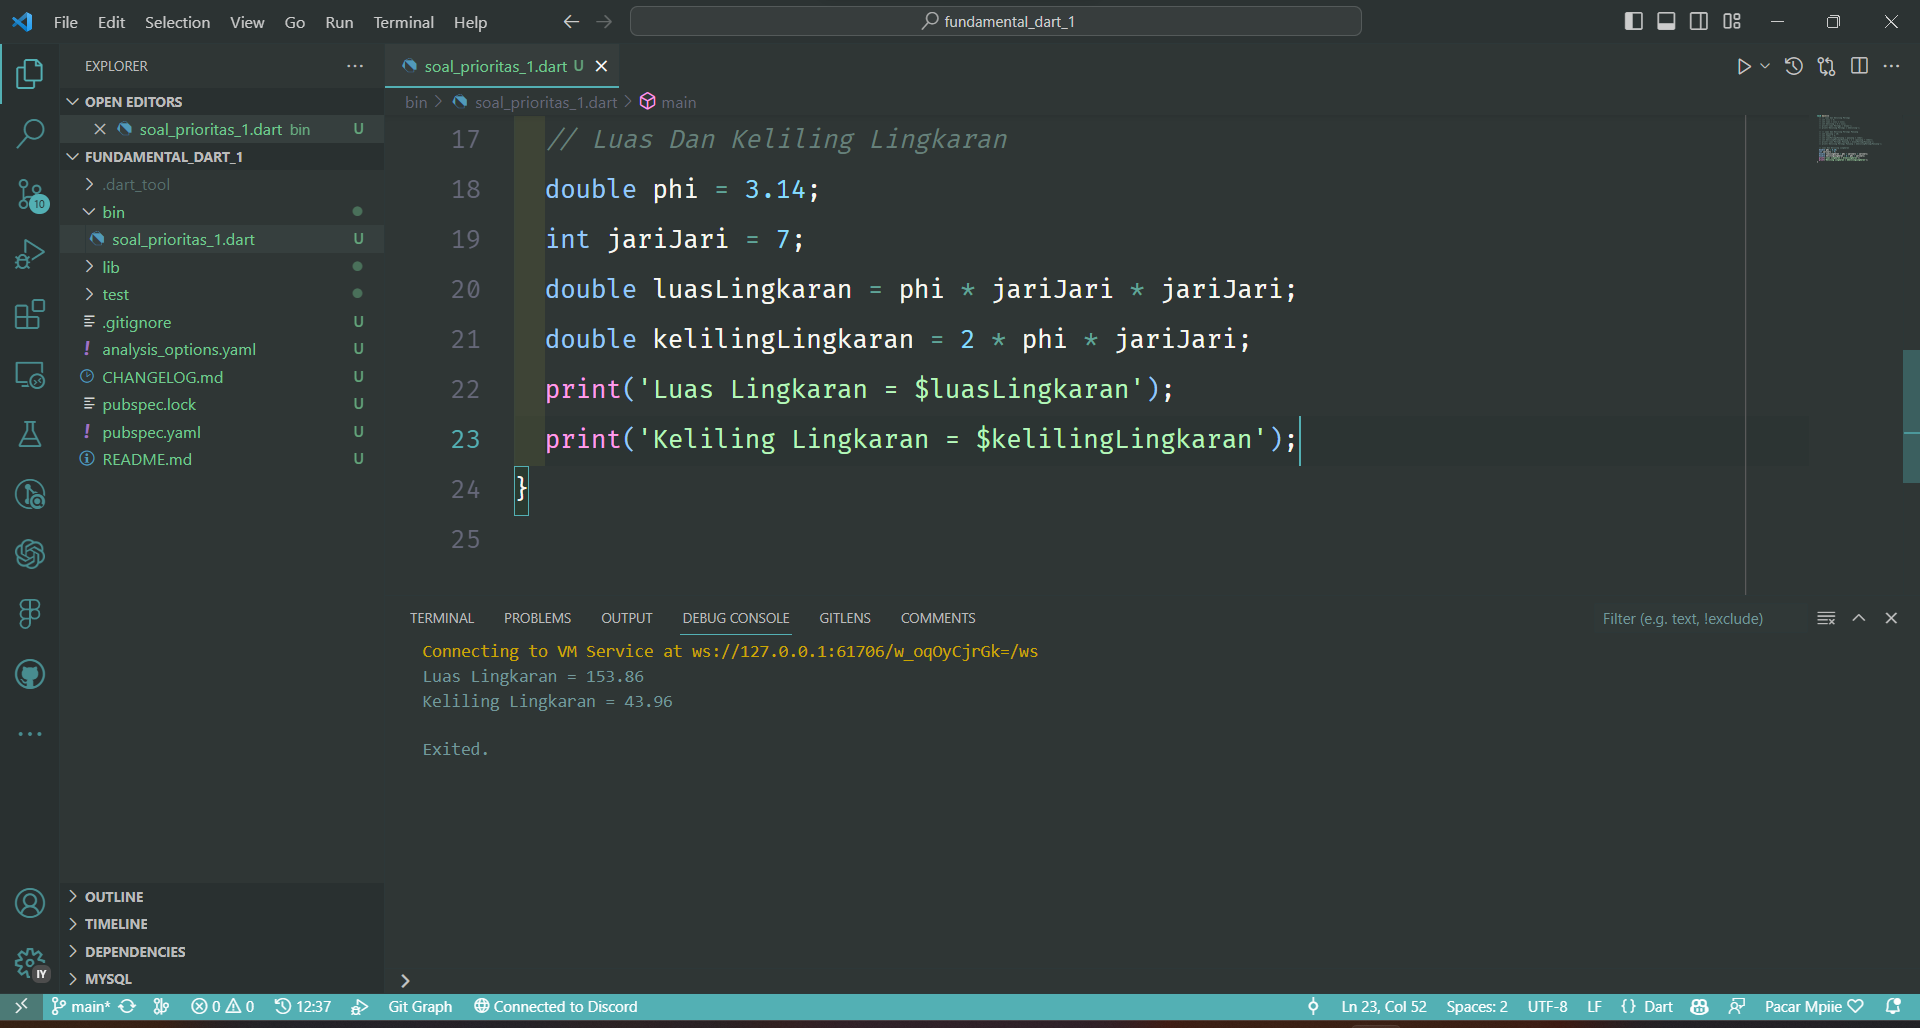 File Edit Selection View Go Run Terminal Help
fundamental_dart_1
EXPLORER
OPEN EDITORS
soal_prioritas_1.dart bin U
FUNDAMENTAL_DART_1
.dart_tool
bin
soal_prioritas_1.dart U
lib
test
.gitignore U
analysis_options.yaml U
CHANGELOG.md U
pubspec.lock U
pubspec.yaml U
README.md U
10
OUTLINE
TIMELINE
DEPENDENCIES
MYSQL
IY
soal_prioritas_1.dart U
bin > soal_prioritas_1.dart > main
17 // Luas Dan Keliling Lingkaran
18 double phi = 3.14;
19 int jariJari = 7;
20 double luasLingkaran = phi * jariJari * jariJari;
21 double kelilingLingkaran = 2 * phi * jariJari;
22 print('Luas Lingkaran = $luasLingkaran');
23 print('Keliling Lingkaran = $kelilingLingkaran');
24 }
25
TERMINAL PROBLEMS OUTPUT DEBUG CONSOLE GITLENS COMMENTS
Filter (e.g. text, !exclude)
Connecting to VM Service at ws://127.0.0.1:61706/w_oqOyCjrGk=/ws
Luas Lingkaran = 153.86
Keliling Lingkaran = 43.96
Exited.
main* 0 0 12:37 Git Graph Connected to Discord
Ln 23, Col 52 Spaces: 2 UTF-8 LF {} Dart Pacar Mpiie ♡